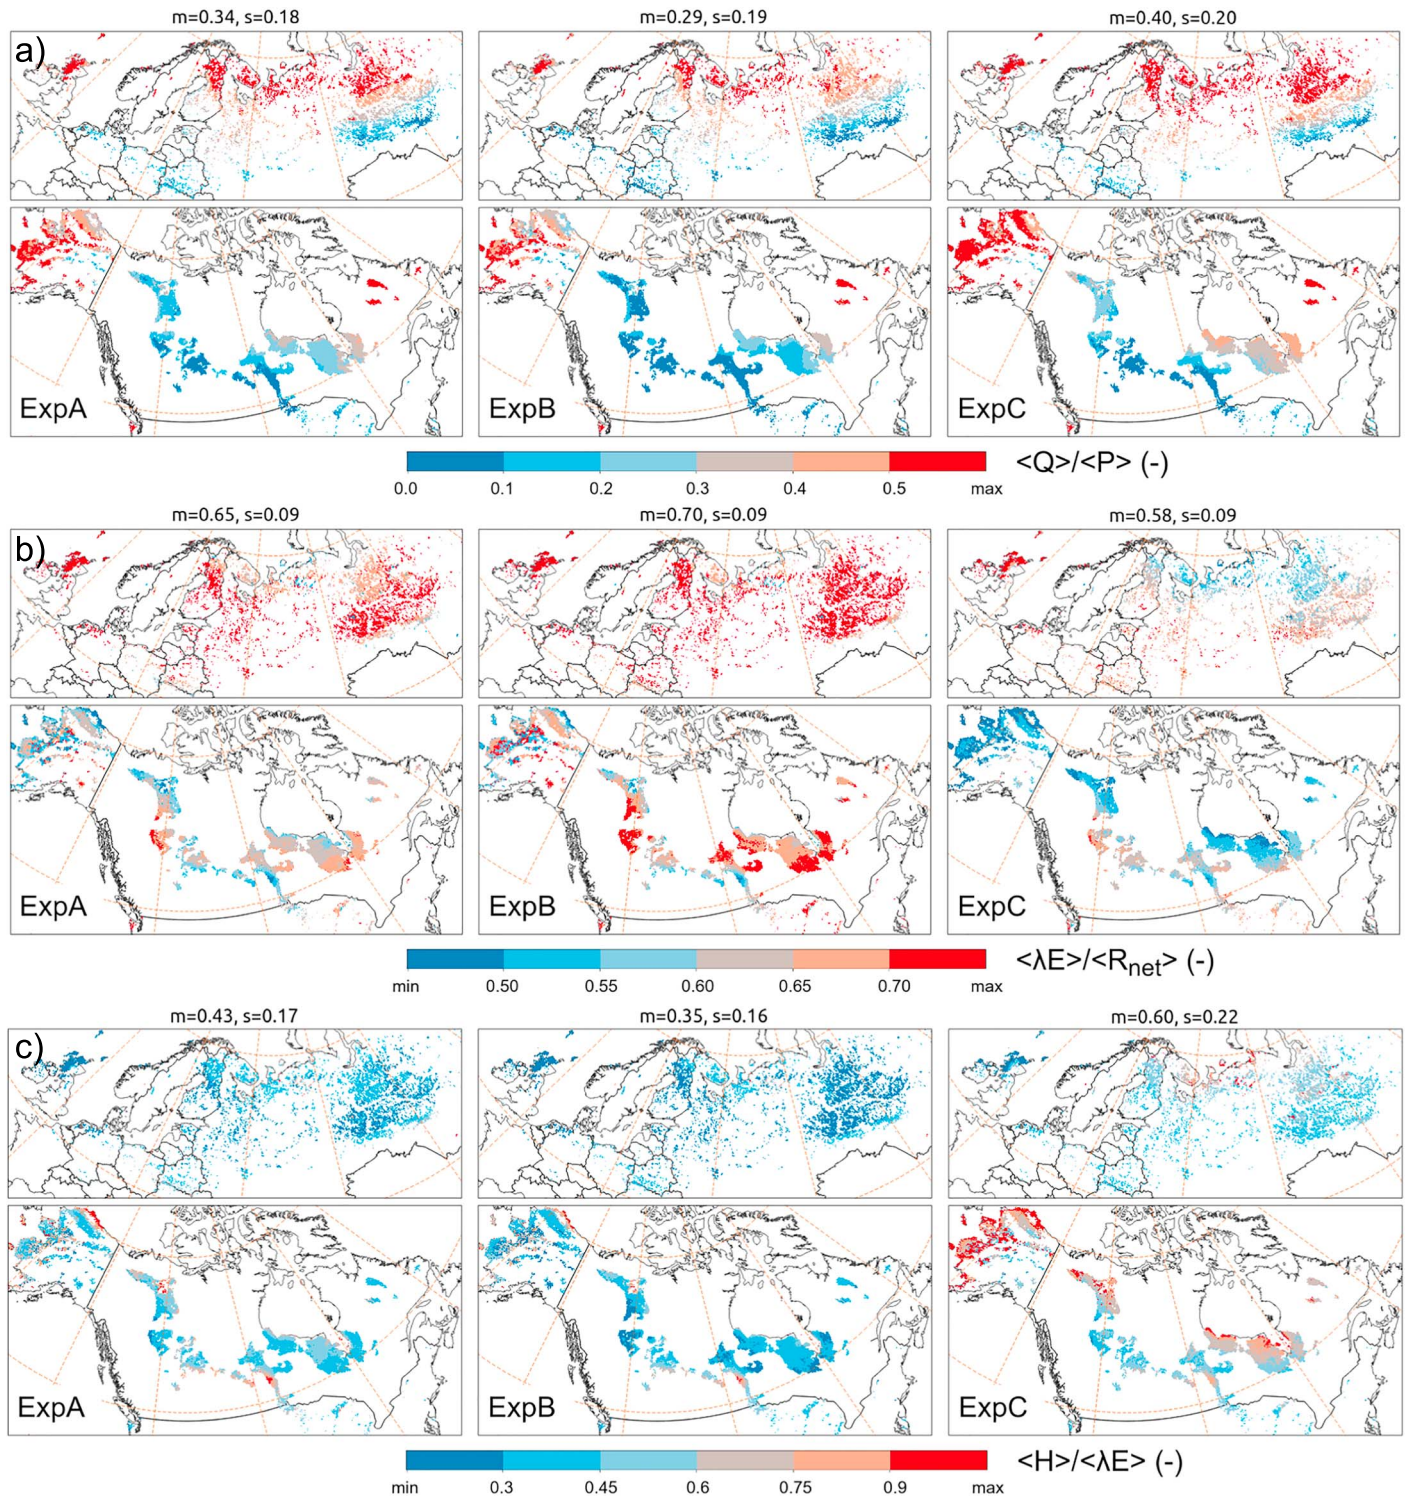 m=0.34, s=0.18
m=0.29, s=0.19
m=0.40, s=0.20
a)
ExpA
ExpB
ExpC
0.0
0.1
0.2
0.3
0.4
0.5
max
<Q>/<P> (-)
m=0.65, s=0.09
m=0.70, s=0.09
m=0.58, s=0.09
b)
ExpA
ExpB
ExpC
min
0.50
0.55
0.60
0.65
0.70
max
<λE>/<Rnet> (-)
m=0.43, s=0.17
m=0.35, s=0.16
m=0.60, s=0.22
c)
ExpA
ExpB
ExpC
min
0.3
0.45
0.6
0.75
0.9
max
<H>/<λE> (-)